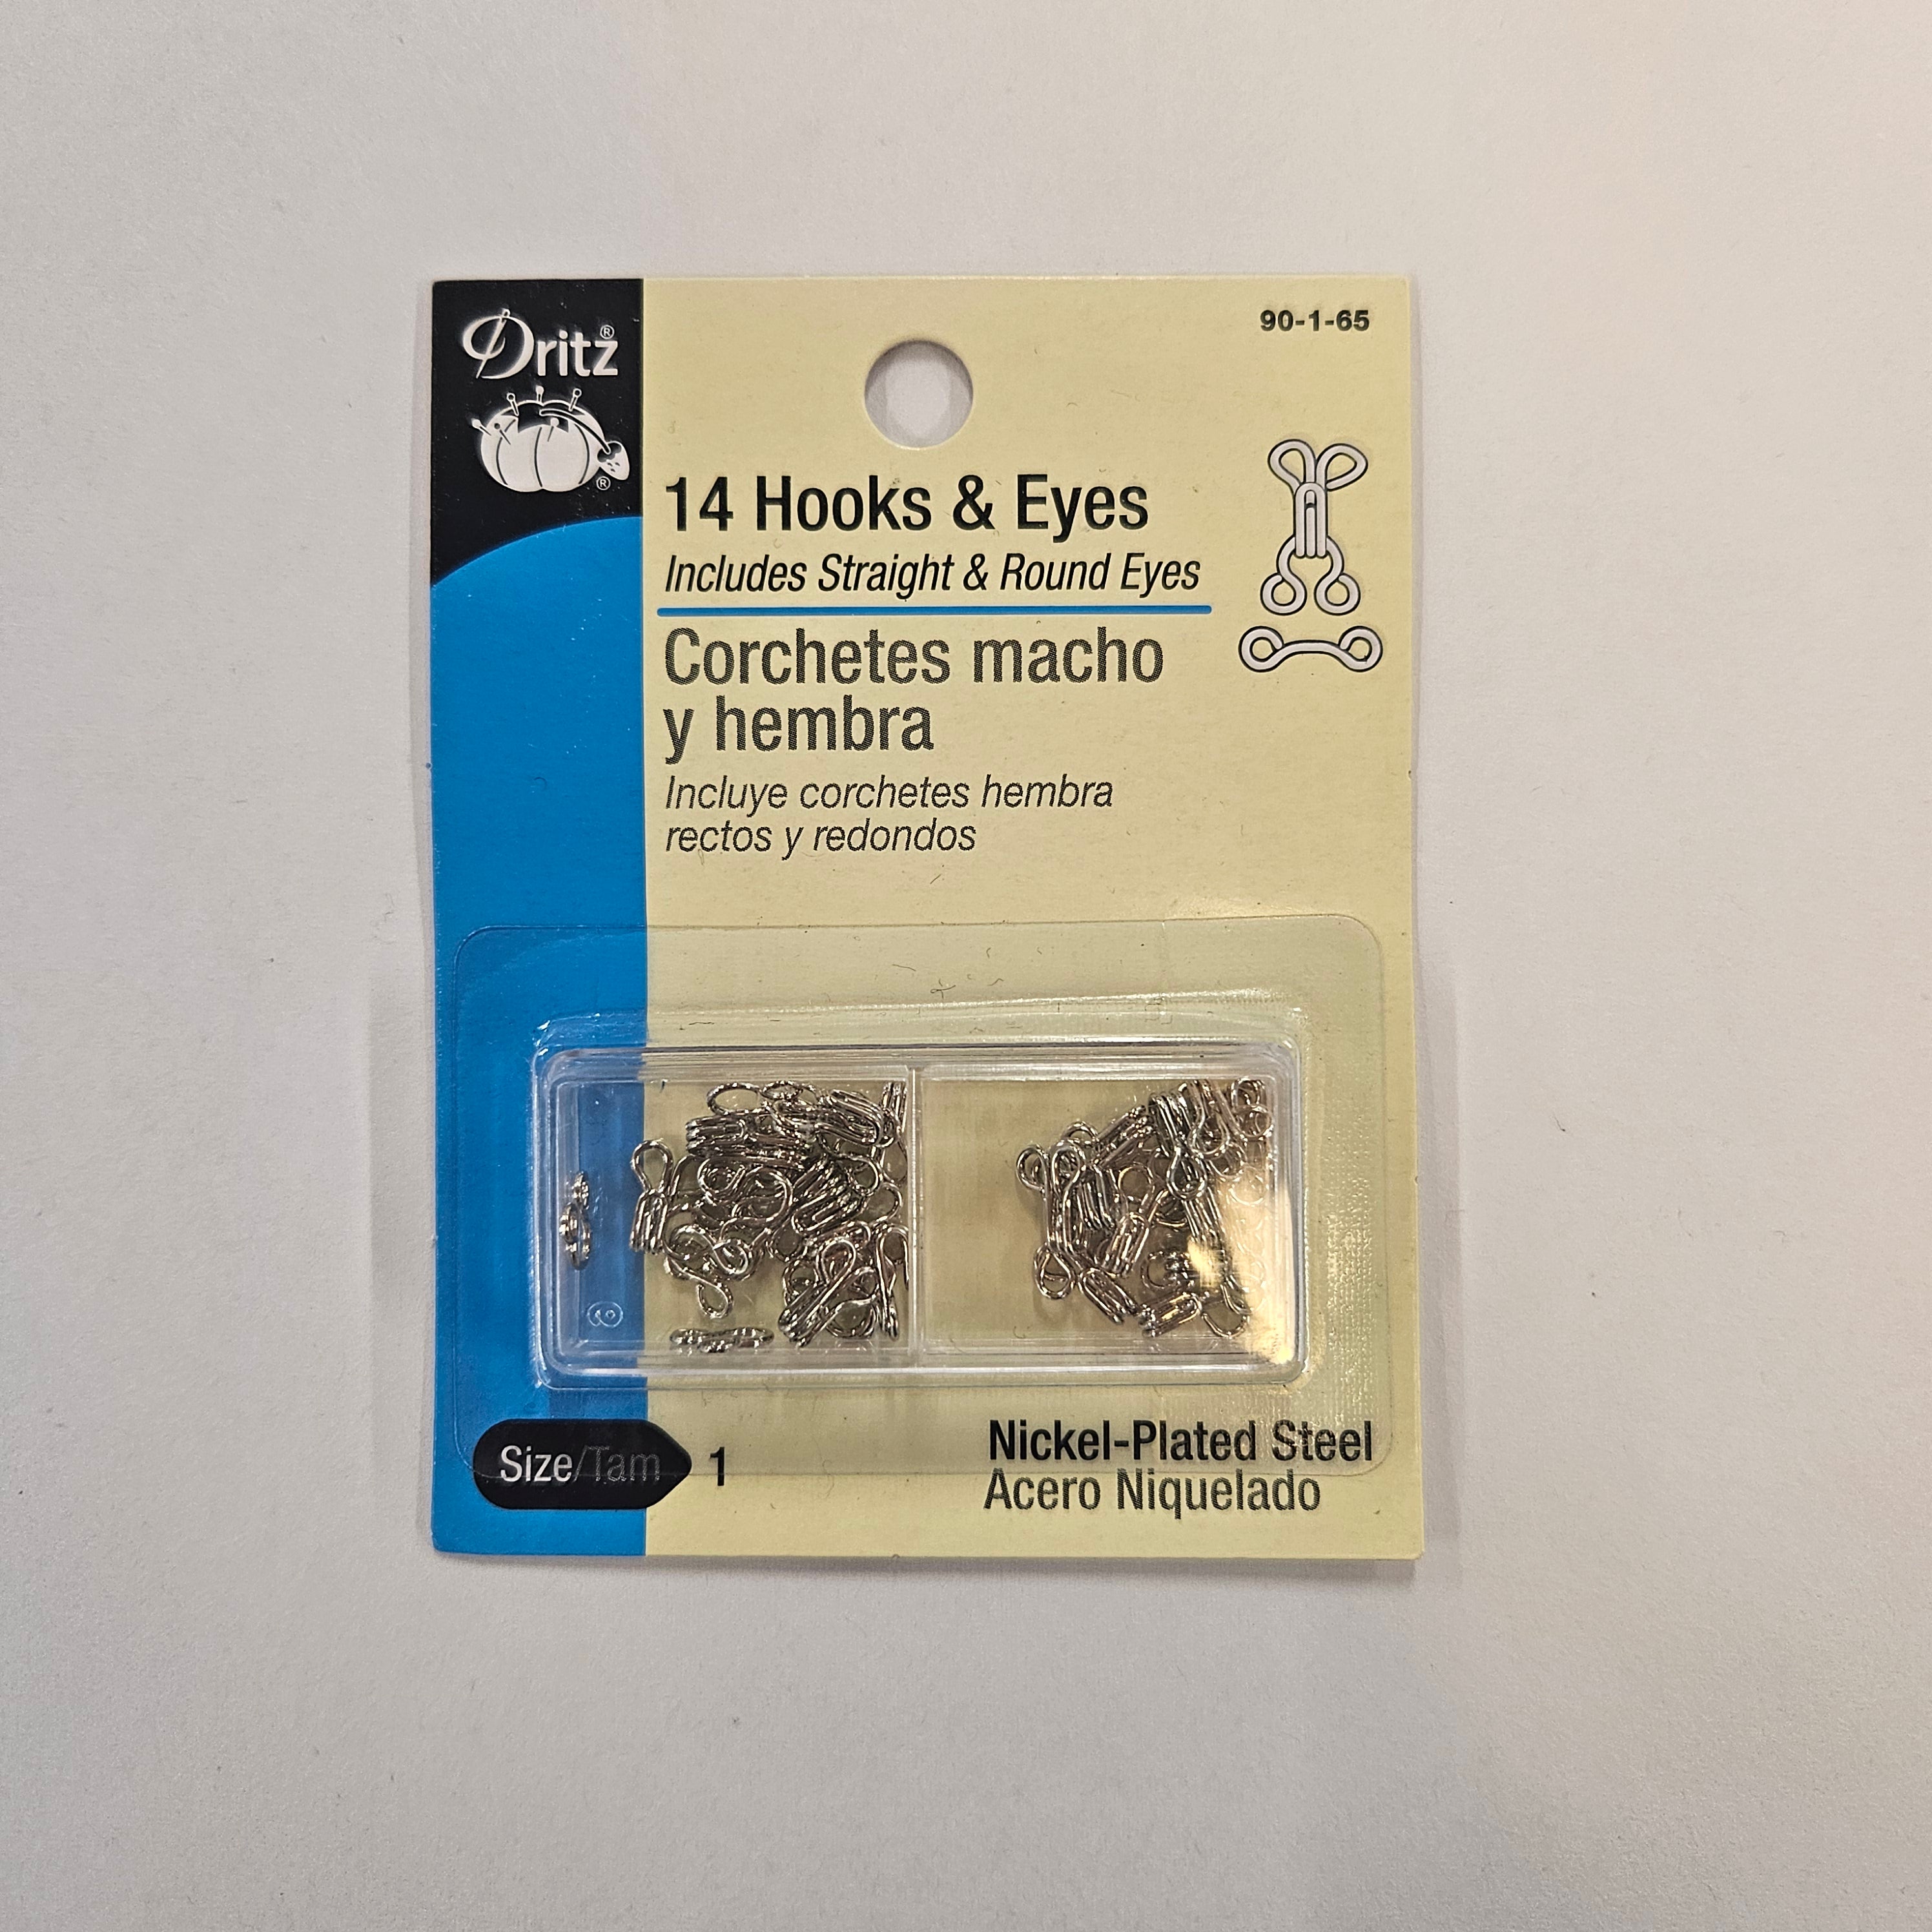 Dritz®
®
90-1-65
14 Hooks & Eyes
Includes Straight & Round Eyes
Corchetes macho
y hembra
Incluye corchetes hembra
rectos y redondos
Size/Tam 1
Nickel-Plated Steel
Acero Niquelado